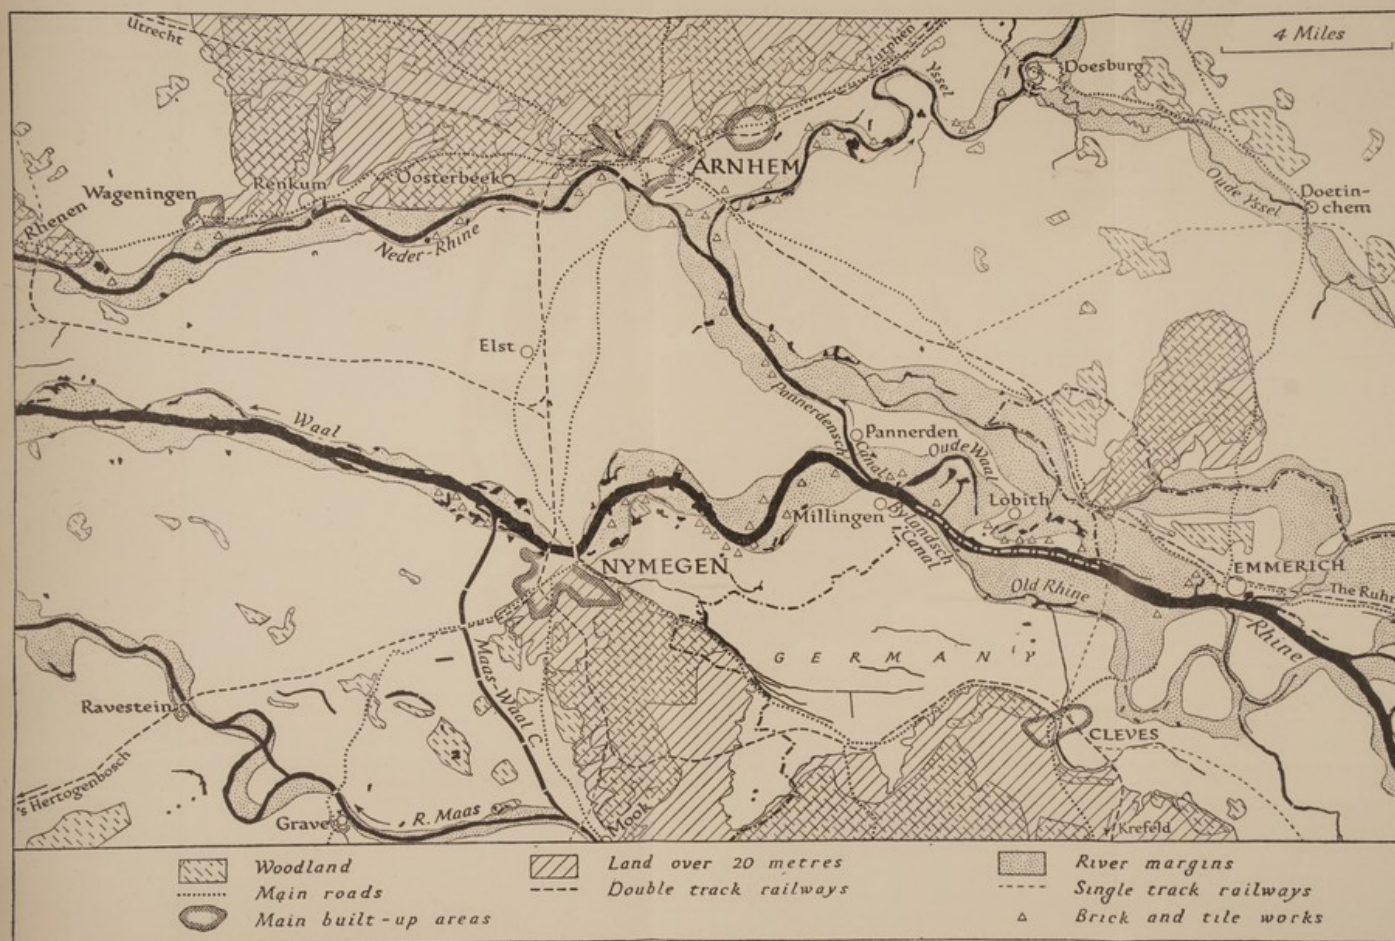 Utrecht
Zutphen
4 Miles
Yssel
Doesburg
ARNHEM
Wageningen
Renkum
Oosterbeek
Oude Yssel
Doetin-
chem
Rhenen
Neder-Rhine
Elst
Waal
Pannerdensch
Canal
Pannerden
Oude Waal
Lobith
Millingen
Bylandsch
Canal
NYMEGEN
EMMERICH
Old Rhine
The Ruhr
Rhine
GERMANY
Maas-Waal C.
Ravestein
CLEVES
's Hertogenbosch
R. Maas
Grave
Mook
Krefeld
Woodland
Land over 20 metres
River margins
Main roads
Double track railways
Single track railways
Main built-up areas
Brick and tile works